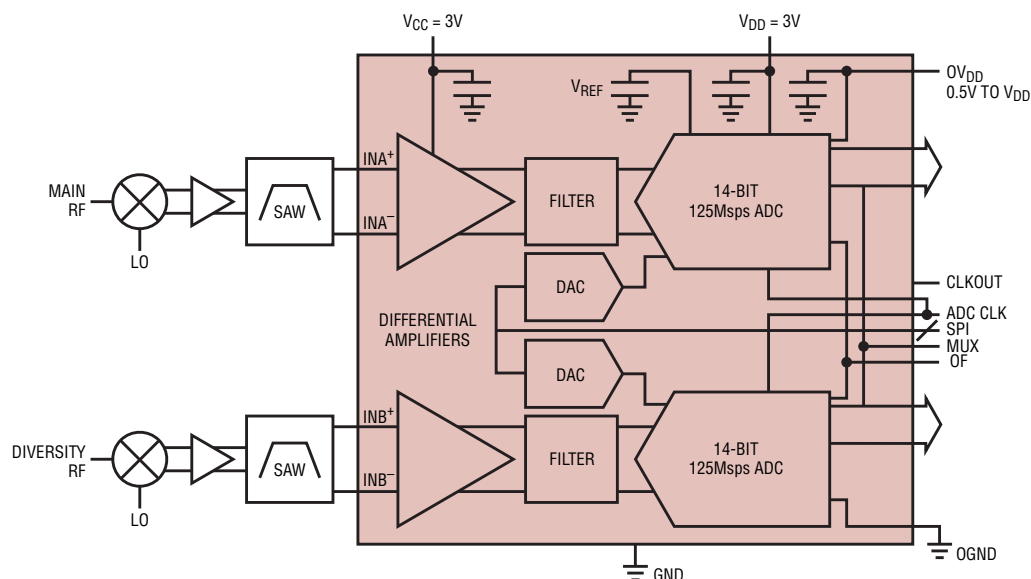 VCC = 3V
VDD = 3V
OVDD
0.5V TO VDD
VREF
INA+
MAIN
RF
SAW
FILTER
14-BIT
125Msps ADC
INA–
LO
DAC
CLKOUT
DIFFERENTIAL
AMPLIFIERS
ADC CLK
SPI
MUX
OF
DAC
INB+
DIVERSITY
RF
SAW
FILTER
14-BIT
125Msps ADC
INB–
LO
OGND
GND